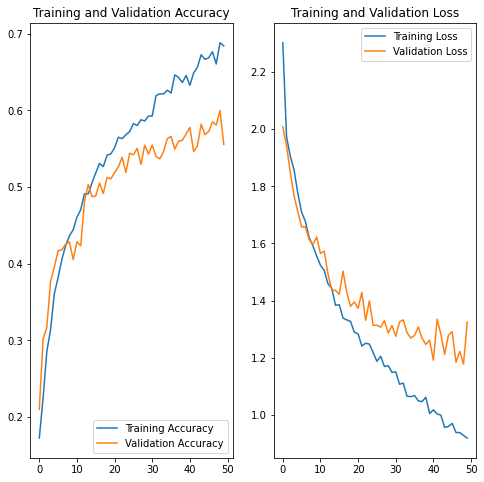 Training and Validation Accuracy
0.7
0.6
0.5
0.4
0.3
0.2
0 10 20 30 40 50
Training Accuracy
Validation Accuracy
Training and Validation Loss
2.2
2.0
1.8
1.6
1.4
1.2
1.0
0 10 20 30 40 50
Training Loss
Validation Loss